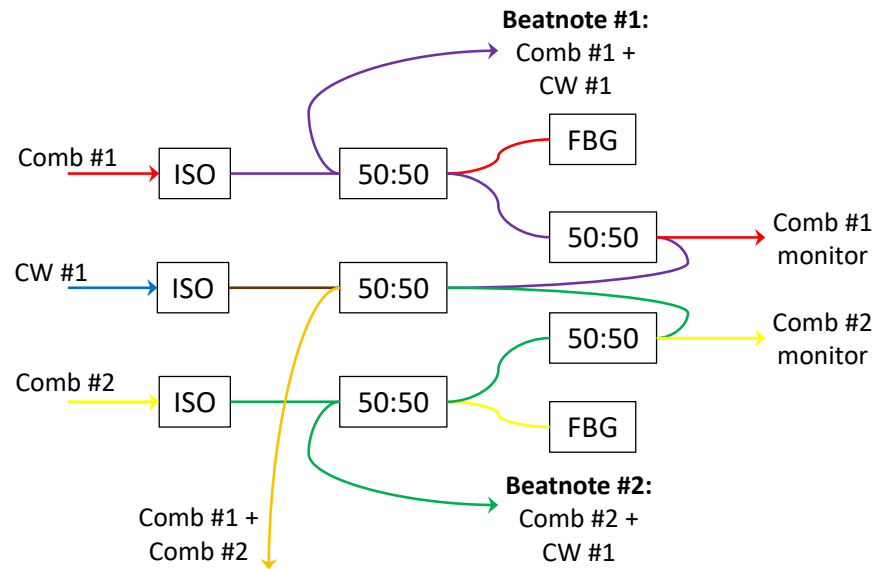 Beatnote #1:
Comb #1 +
CW #1
FBG
Comb #1
ISO
50:50
50:50
Comb #1
monitor
CW #1
ISO
50:50
50:50
Comb #2
monitor
Comb #2
ISO
50:50
FBG
Beatnote #2:
Comb #2 +
CW #1
Comb #1 +
Comb #2